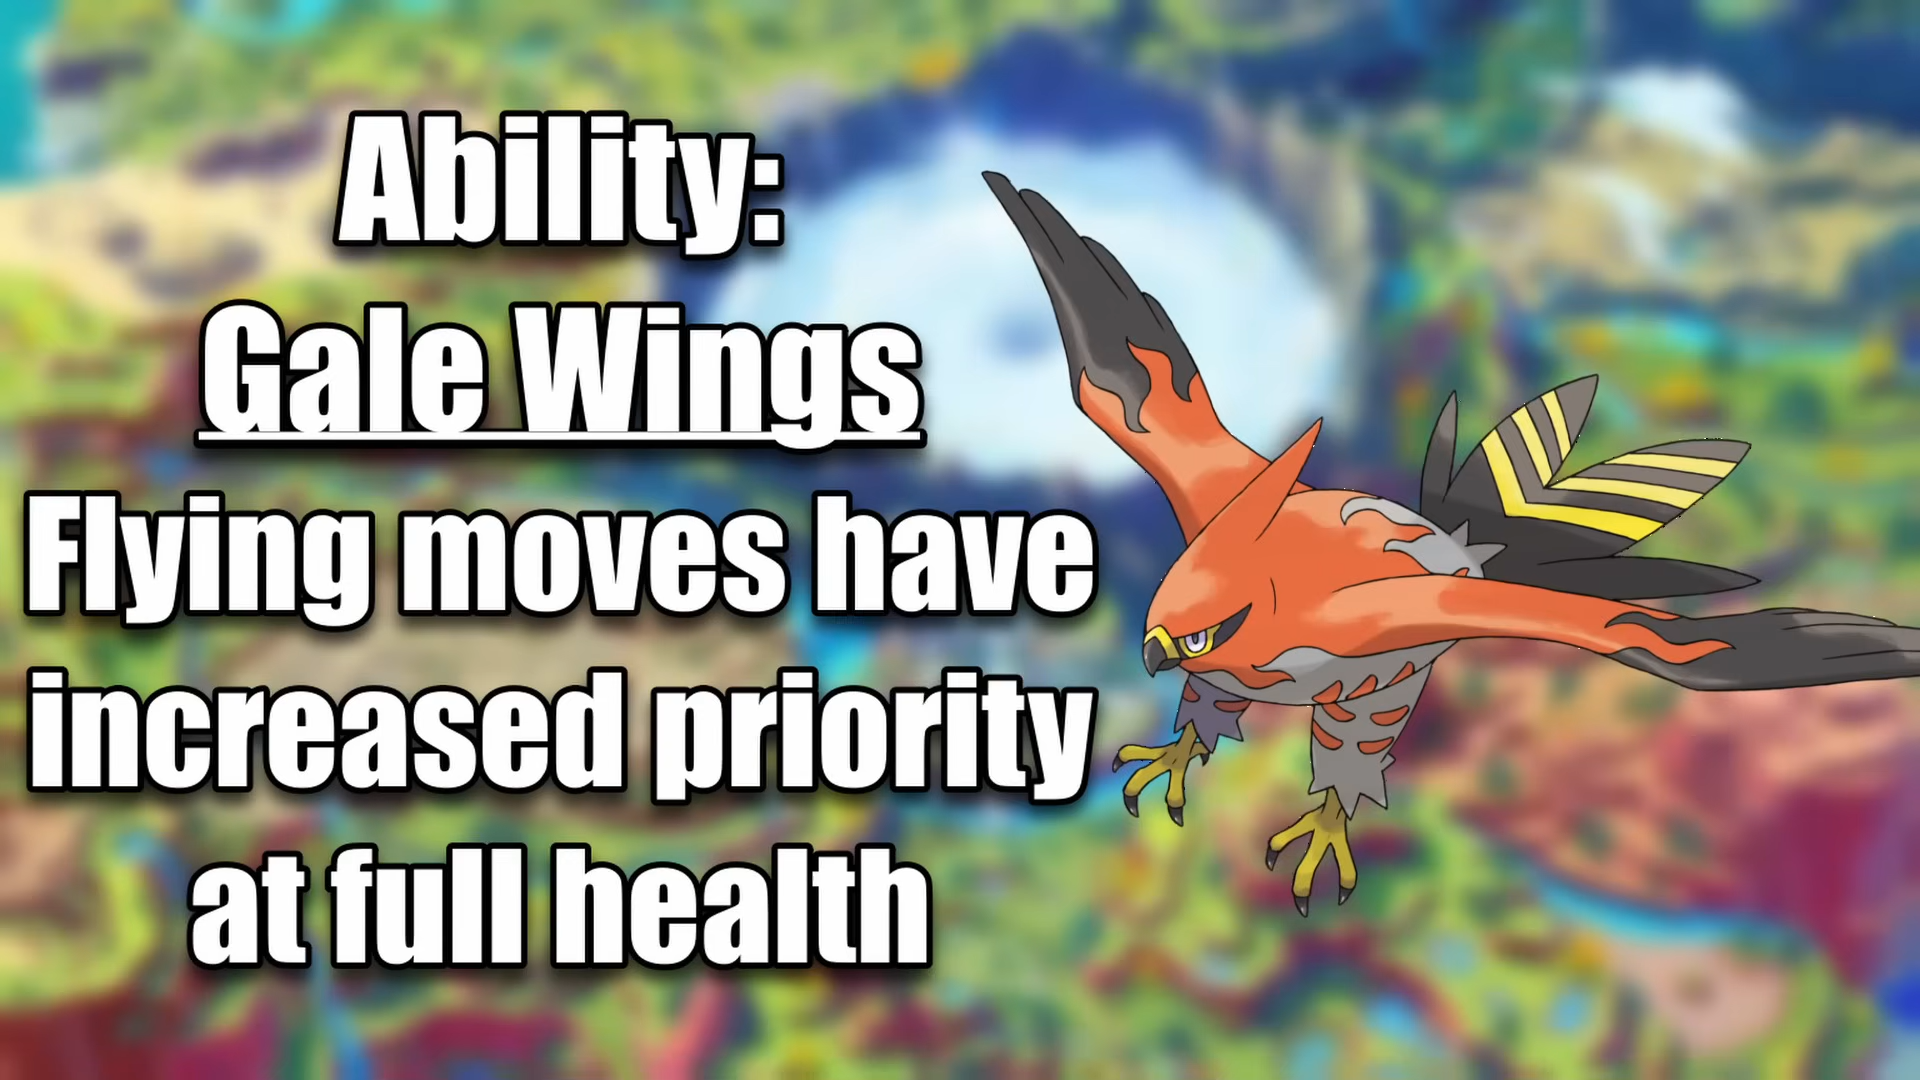 Ability:
Gale Wings
Flying moves have
increased priority
at full health